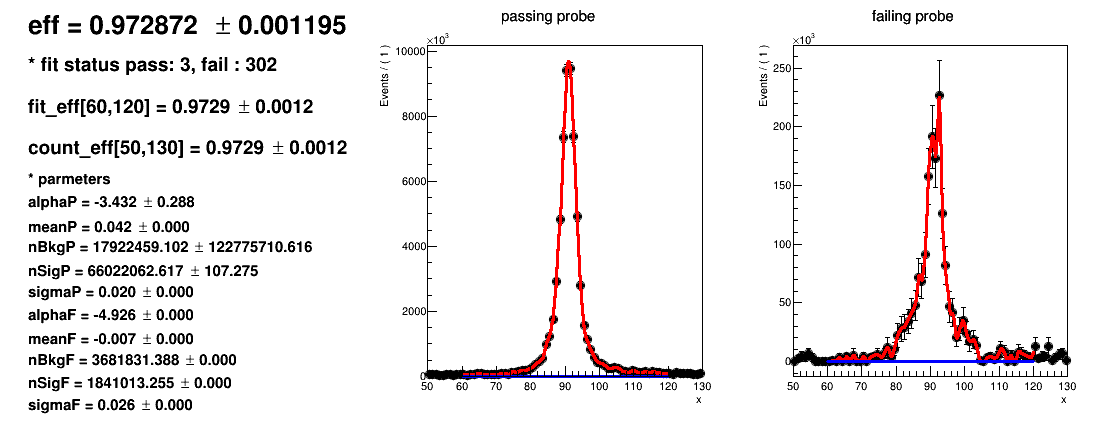 eff = 0.972872 ± 0.001195
* fit status pass: 3, fail : 302
fit_eff[60,120] = 0.9729 ± 0.0012
count_eff[50,130] = 0.9729 ± 0.0012
* parmeters
alphaP = -3.432 ± 0.288
meanP = 0.042 ± 0.000
nBkgP = 17922459.102 ± 122775710.616
nSigP = 66022062.617 ± 107.275
sigmaP = 0.020 ± 0.000
alphaF = -4.926 ± 0.000
meanF = -0.007 ± 0.000
nBkgF = 3681831.388 ± 0.000
nSigF = 1841013.255 ± 0.000
sigmaF = 0.026 ± 0.000
passing probe
×10³
Events / ( 1 )
10000
8000
6000
4000
2000
0
50 60 70 80 90 100 110 120 130
x
failing probe
×10³
Events / ( 1 )
250
200
150
100
50
0
50 60 70 80 90 100 110 120 130
x